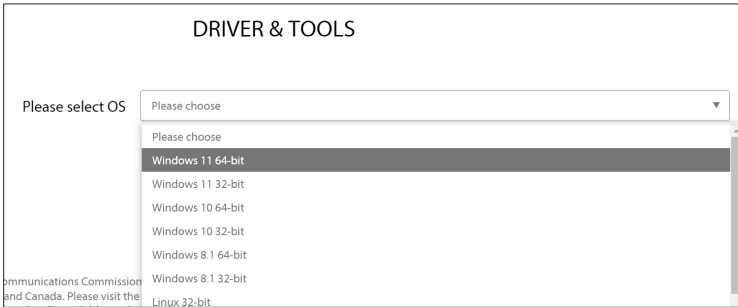 DRIVER & TOOLS
Please select OS
Please choose
Please choose
Windows 11 64-bit
Windows 11 32-bit
Windows 10 64-bit
Windows 10 32-bit
Windows 8.1 64-bit
Windows 8.1 32-bit
Linux 32-bit
ommunications Commission
and Canada. Please visit the